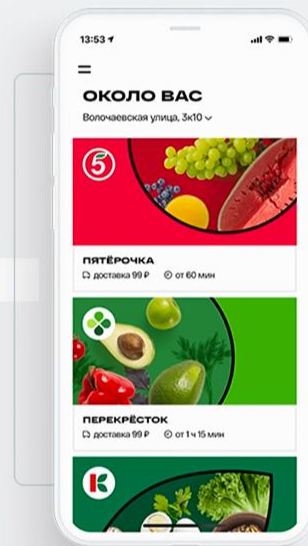 13:53
ОКОЛО ВАС
Волочаевская улица, 3к10
5
ПЯТЁРОЧКА
доставка 99 ₽ от 60 мин
ПЕРЕКРЁСТОК
доставка 99 ₽ от 1 ч 15 мин
К